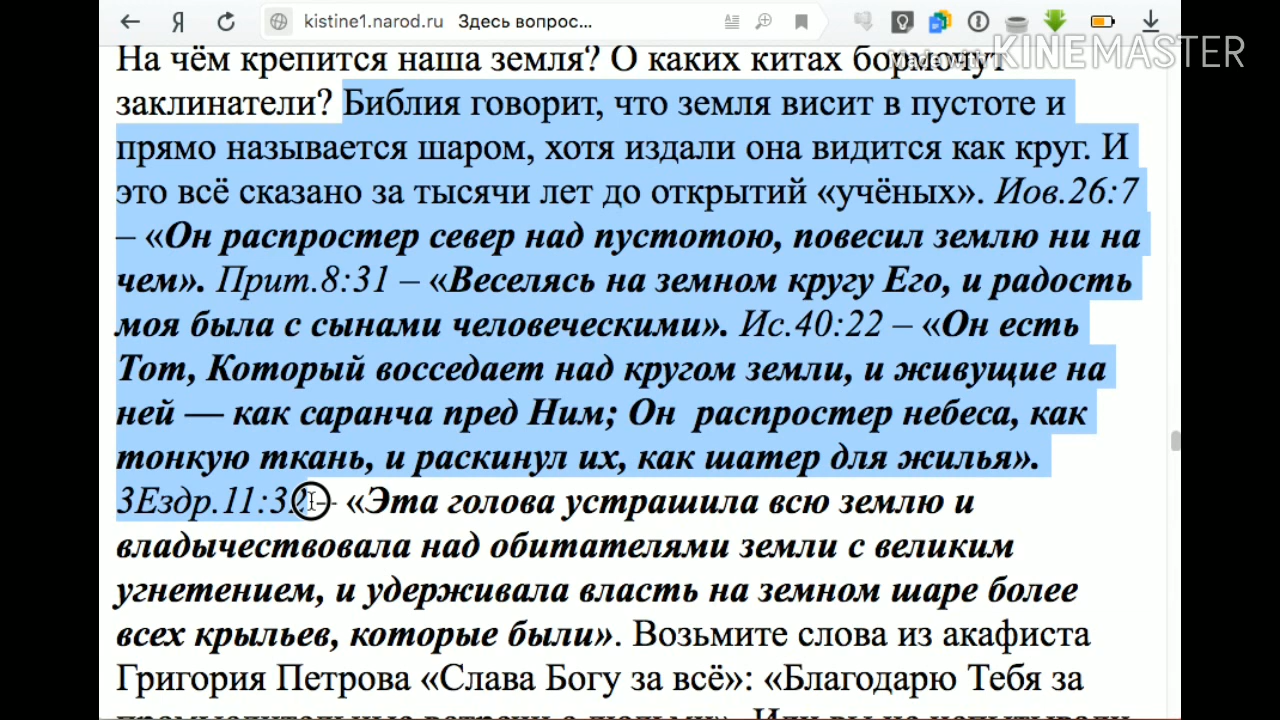 kistine1.narod.ru Здесь вопрос...
Made with KINEMASTER
На чём крепится наша земля? О каких китах бормочут
заклинатели? Библия говорит, что земля висит в пустоте и
прямо называется шаром, хотя издали она видится как круг. И
это всё сказано за тысячи лет до открытий «учёных». Иов.26:7
– «Он распростер север над пустотою, повесил землю ни на
чем». Прит.8:31 – «Веселясь на земном кругу Его, и радость
моя была с сынами человеческими». Ис.40:22 – «Он есть
Тот, Который восседает над кругом земли, и живущие на
ней — как саранча пред Ним; Он распростер небеса, как
тонкую ткань, и раскинул их, как шатер для жилья».
3Ездр.11:32 – «Эта голова устрашила всю землю и
владычествовала над обитателями земли с великим
угнетением, и удерживала власть на земном шаре более
всех крыльев, которые были». Возьмите слова из акафиста
Григория Петрова «Слава Богу за всё»: «Благодарю Тебя за